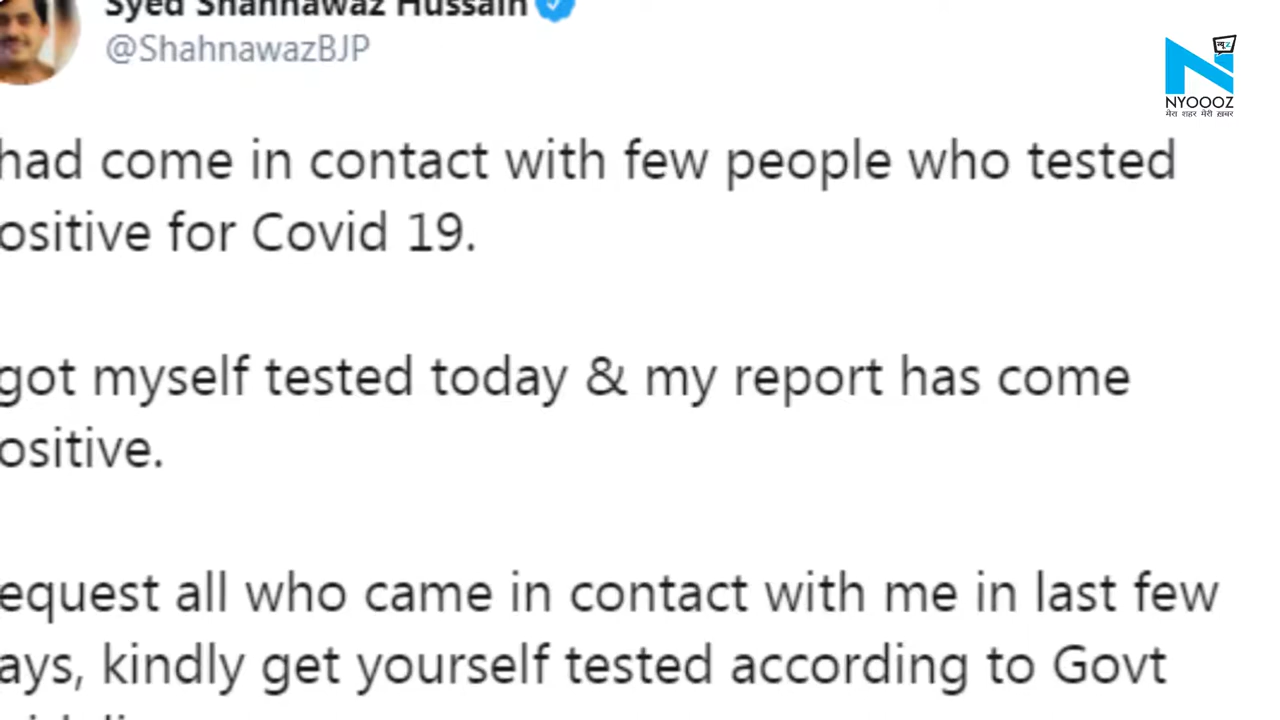 Syed Shahnawaz Hussain
@ShahnawazBJP
NYOOOZ
मेरा शहर मेरी ख़बर
had come in contact with few people who tested
ositive for Covid 19.
got myself tested today & my report has come
ositive.
equest all who came in contact with me in last few
ays, kindly get yourself tested according to Govt